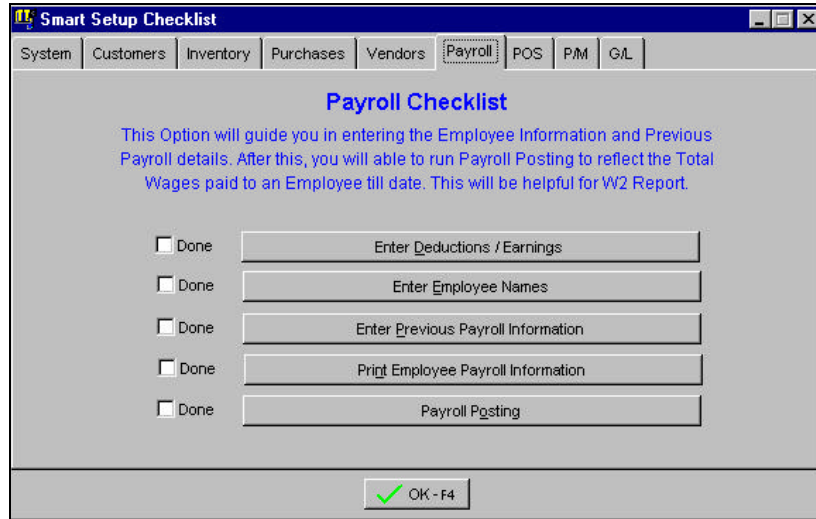 Smart Setup Checklist
System Customers Inventory Purchases Vendors Payroll POS P/M G/L
Payroll Checklist
This Option will guide you in entering the Employee Information and Previous
Payroll details. After this, you will able to run Payroll Posting to reflect the Total
Wages paid to an Employee till date. This will be helpful for W2 Report.
Done Enter Deductions / Earnings
Done Enter Employee Names
Done Enter Previous Payroll Information
Done Print Employee Payroll Information
Done Payroll Posting
OK - F4